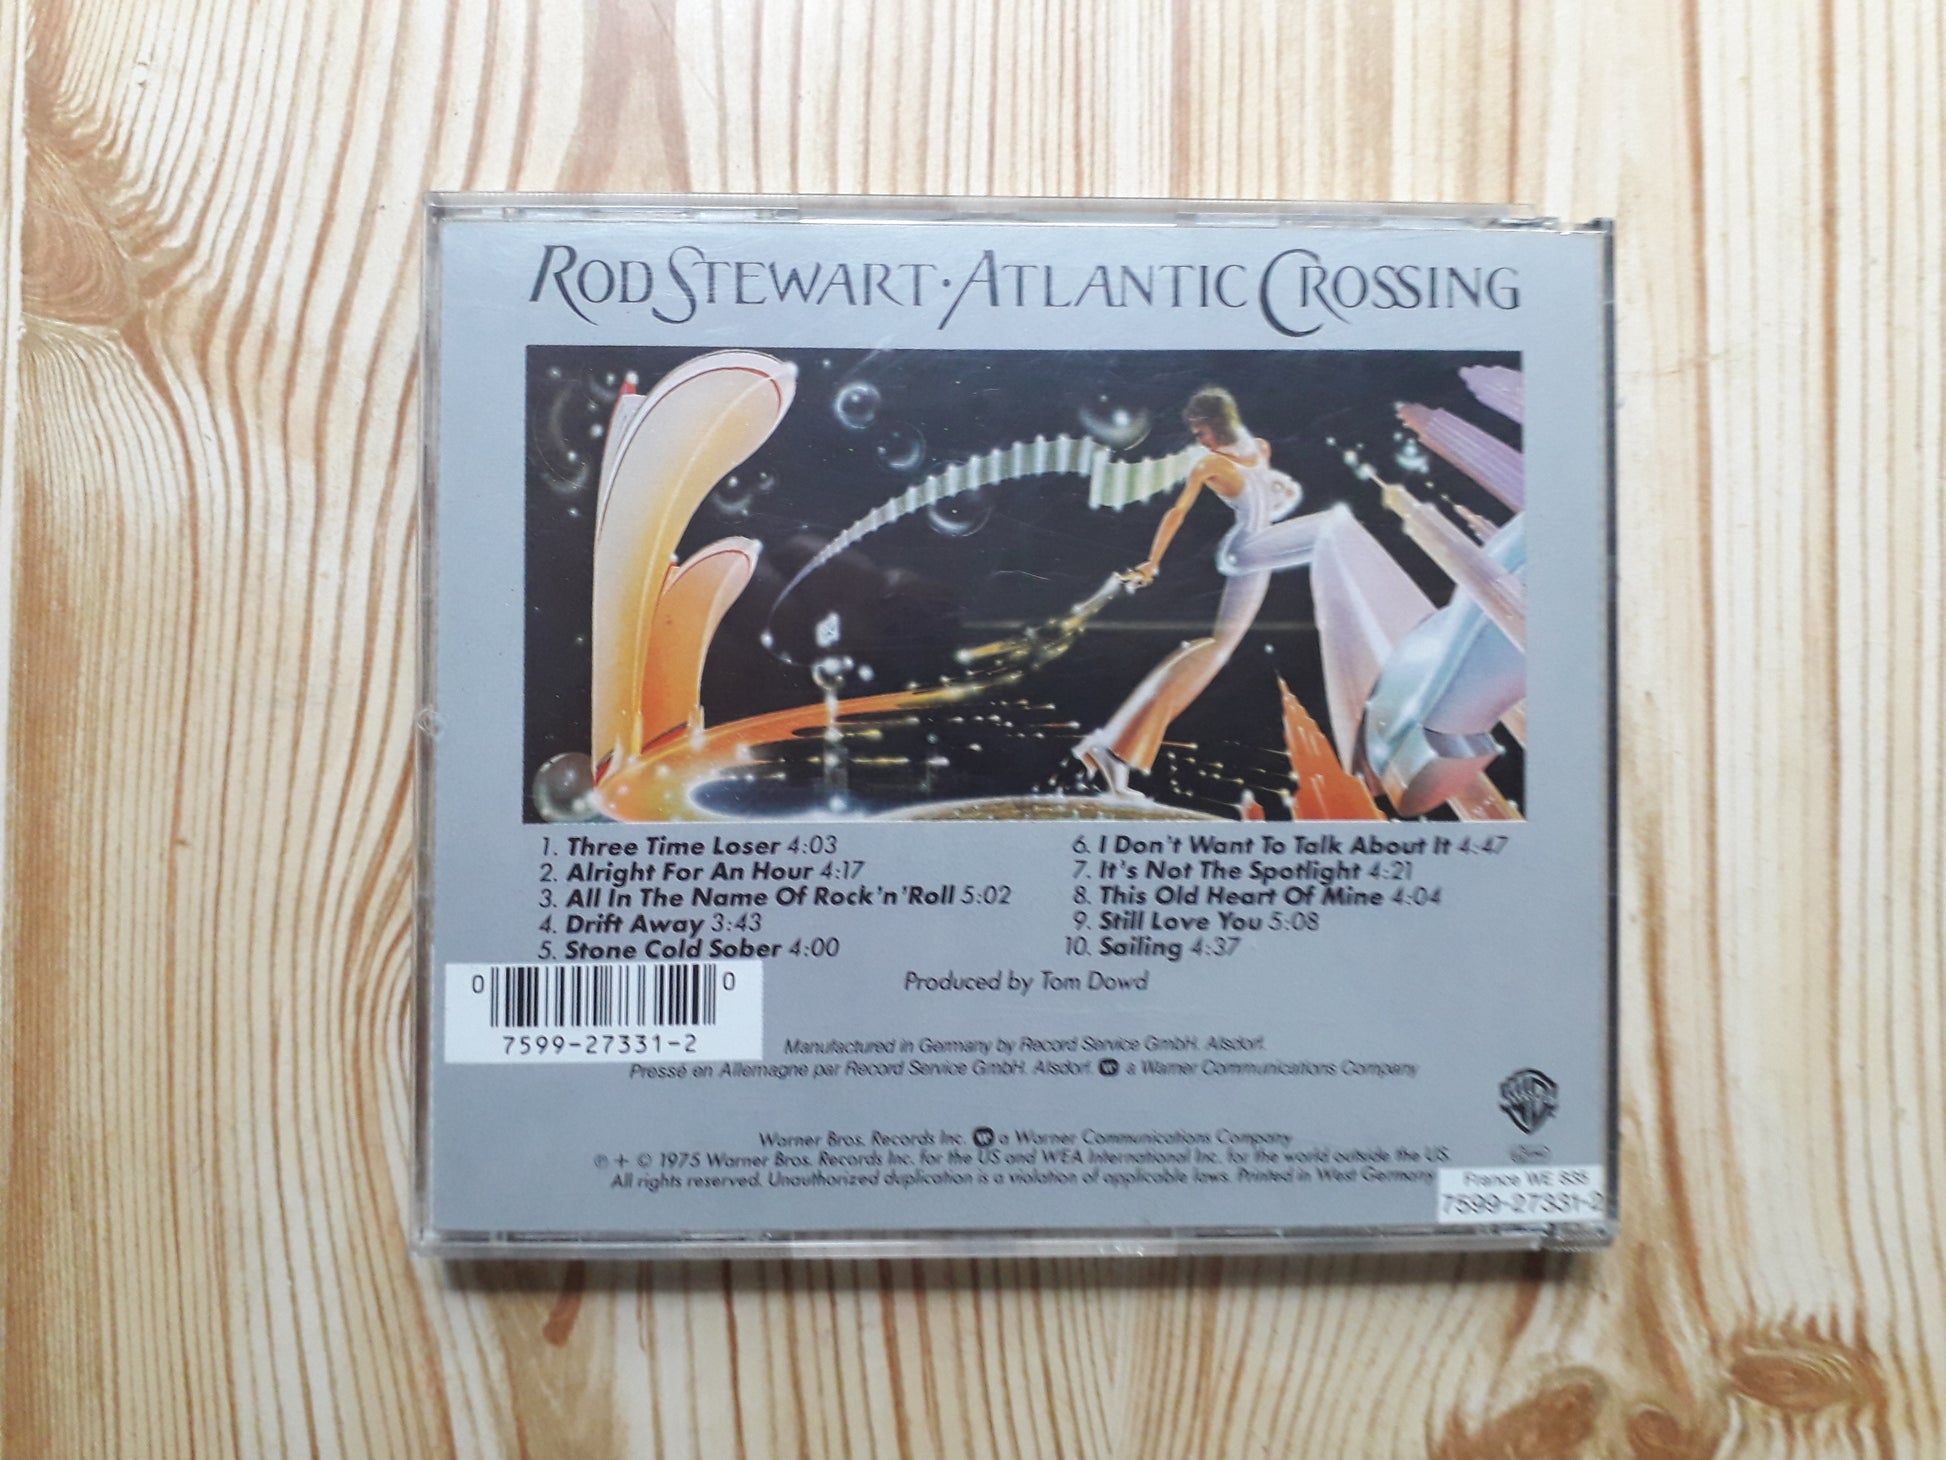 ROD STEWART · ATLANTIC CROSSING
1. Three Time Loser 4:03
2. Alright For An Hour 4:17
3. All In The Name Of Rock'n'Roll 5:02
4. Drift Away 3:43
5. Stone Cold Sober 4:00
6. I Don't Want To Talk About It 4:47
7. It's Not The Spotlight 4:21
8. This Old Heart Of Mine 4:04
9. Still Love You 5:08
10. Sailing 4:37
Produced by Tom Dowd
0 0
7599-27331-2
Manufactured in Germany by Record Service GmbH. Alsdorf.
Pressé en Allemagne par Record Service GmbH. Alsdorf. a Warner Communications Company
Warner Bros. Records Inc. a Warner Communications Company
℗ + © 1975 Warner Bros. Records Inc. for the US and WEA International Inc. for the world outside the US.
All rights reserved. Unauthorized duplication is a violation of applicable laws. Printed in West Germany
France WE 835
7599-27331-2